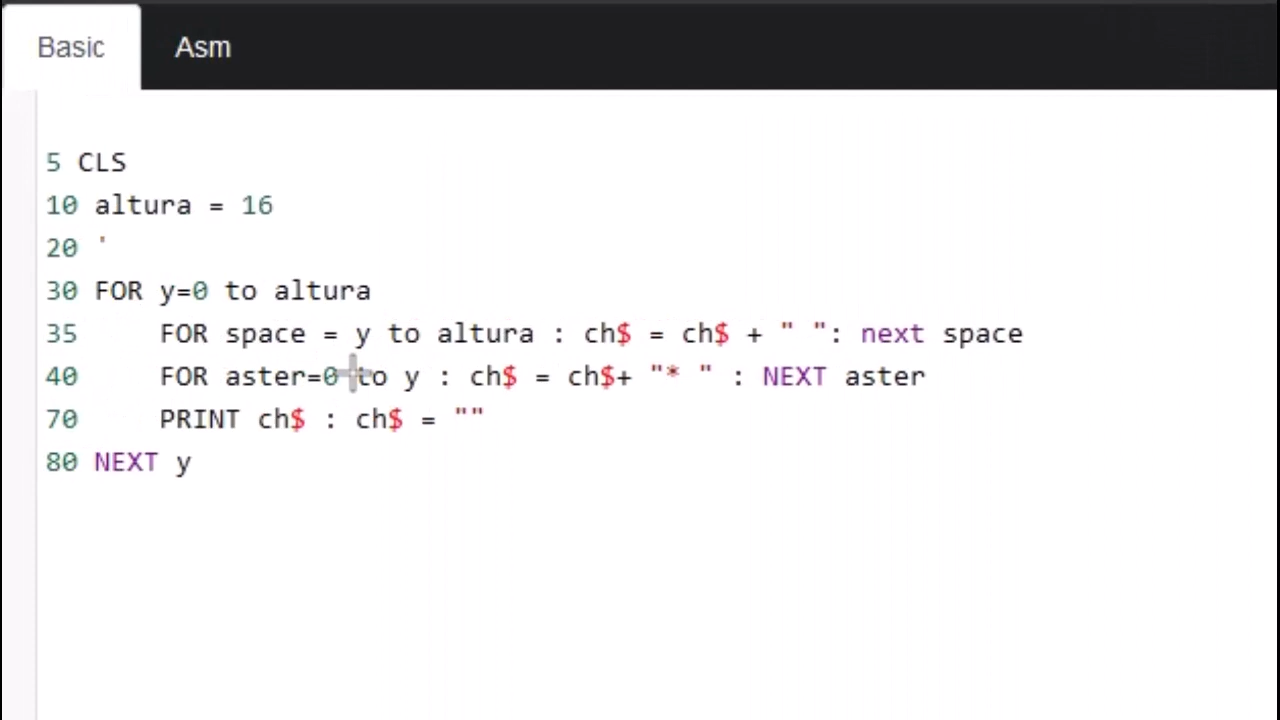 Basic Asm
5 CLS
10 altura = 16
20 '
30 FOR y=0 to altura
35     FOR space = y to altura : ch$ = ch$ + " ": next space
40     FOR aster=0 to y : ch$ = ch$+ "* " : NEXT aster
70     PRINT ch$ : ch$ = ""
80 NEXT y